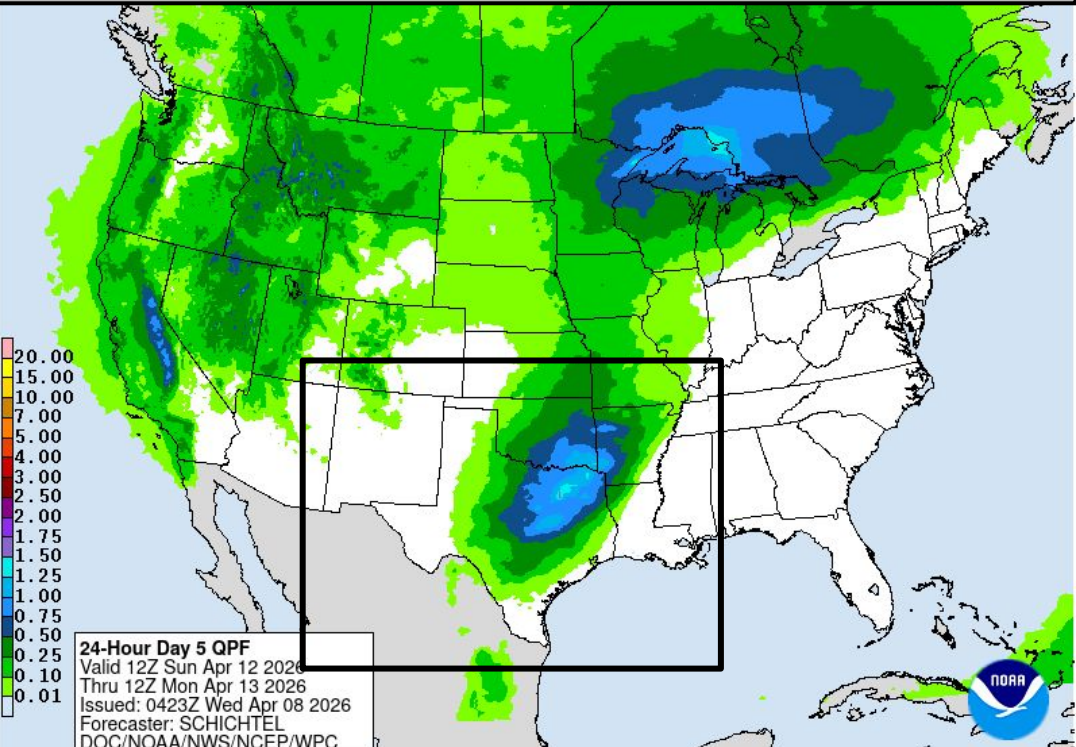 20.00
15.00
10.00
7.00
5.00
4.00
3.00
2.50
2.00
1.75
1.50
1.25
1.00
0.75
0.50
0.25
0.10
0.01
24-Hour Day 5 QPF
Valid 12Z Sun Apr 12 2026
Thru 12Z Mon Apr 13 2026
Issued: 0423Z Wed Apr 08 2026
Forecaster: SCHICHTEL
DOC/NOAA/NWS/NCEP/WPC
NOAA